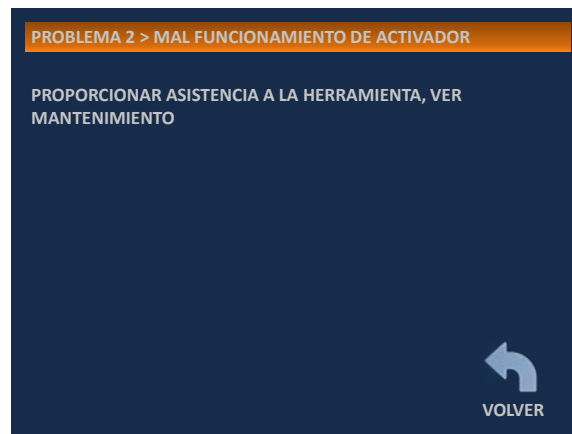 PROBLEMA 2 > MAL FUNCIONAMIENTO DE ACTIVADOR
PROPORCIONAR ASISTENCIA A LA HERRAMIENTA, VER
MANTENIMIENTO
VOLVER